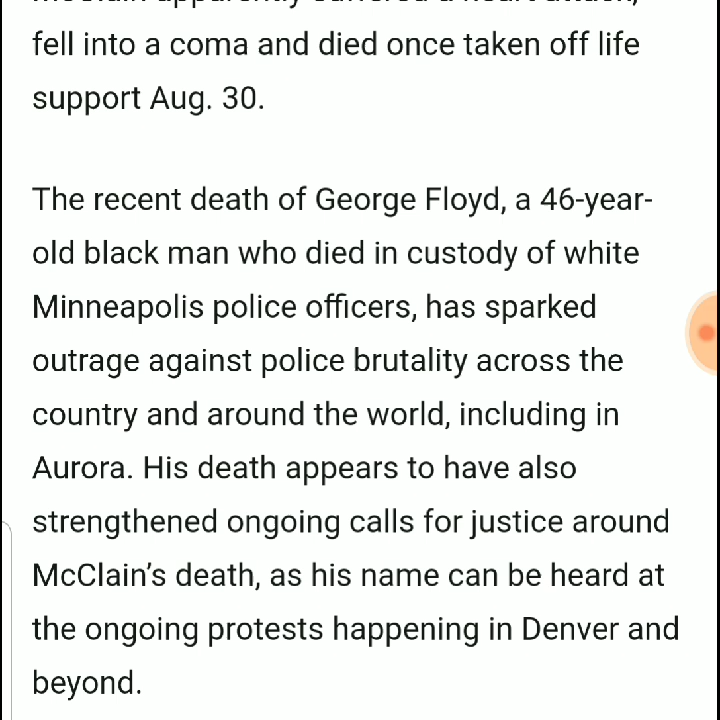 fell into a coma and died once taken off life
support Aug. 30.
The recent death of George Floyd, a 46-year-
old black man who died in custody of white
Minneapolis police officers, has sparked
outrage against police brutality across the
country and around the world, including in
Aurora. His death appears to have also
strengthened ongoing calls for justice around
McClain’s death, as his name can be heard at
the ongoing protests happening in Denver and
beyond.